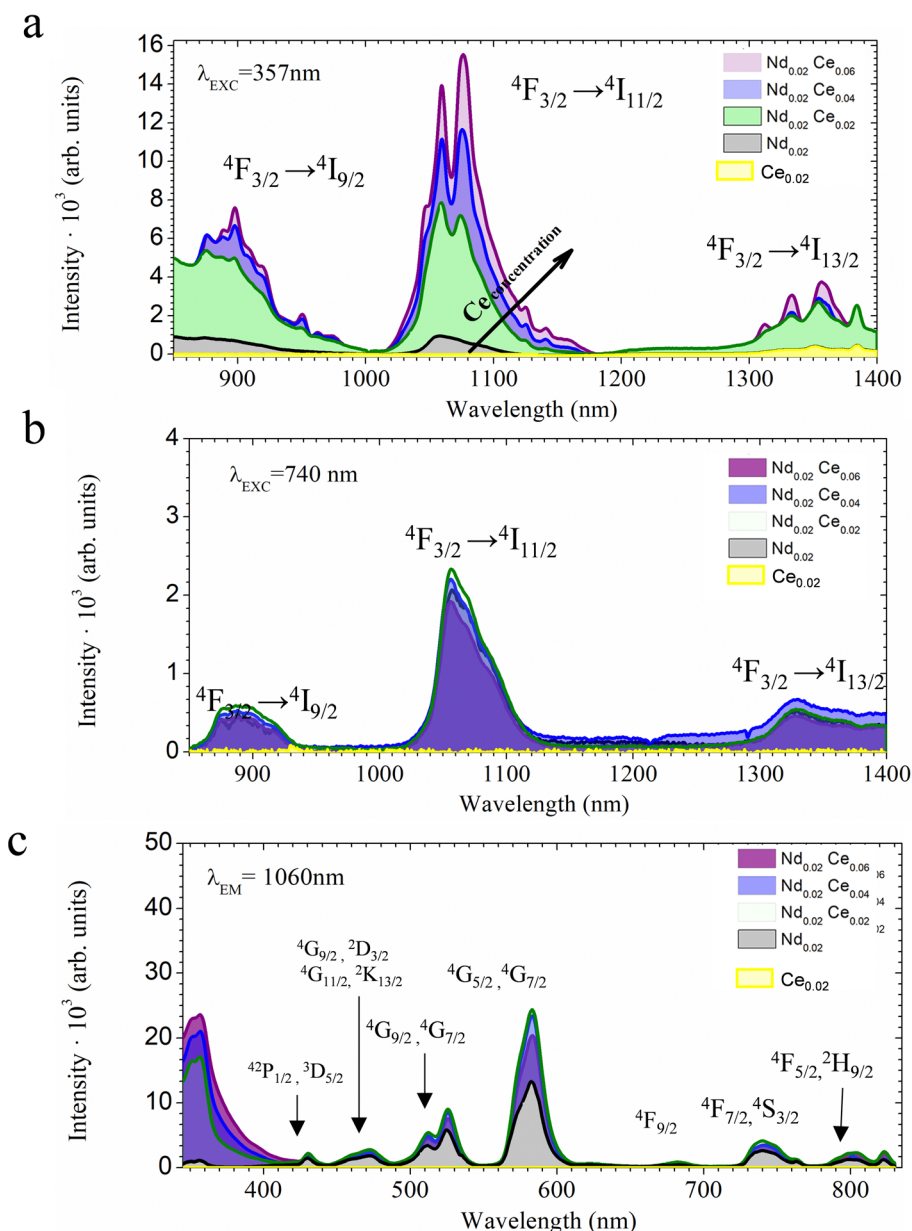 a
λEXC=357nm
4F3/2→4I11/2
4F3/2→4I9/2
4F3/2→4I13/2
Ce concentration
Nd0.02 Ce0.06
Nd0.02 Ce0.04
Nd0.02 Ce0.02
Nd0.02
Ce0.02
Intensity · 10^3 (arb. units)
16
14
12
10
8
6
4
2
0
900 1000 1100 1200 1300 1400
Wavelength (nm)
b
λEXC=740 nm
4F3/2→4I11/2
4F3/2→4I9/2
4F3/2→4I13/2
Nd0.02 Ce0.06
Nd0.02 Ce0.04
Nd0.02 Ce0.02
Nd0.02
Ce0.02
Intensity · 10^3 (arb. units)
4
3
2
1
0
900 1000 1100 1200 1300 1400
Wavelength (nm)
c
λEM= 1060nm
4G9/2 , 2D3/2
4G11/2, 2K13/2
4G5/2 , 4G7/2
4G9/2 , 4G7/2
42P1/2 , 3D5/2
4F9/2
4F7/2, 4S3/2
4F5/2, 2H9/2
Nd0.02 Ce0.06
Nd0.02 Ce0.04
Nd0.02 Ce0.02
Nd0.02
Ce0.02
Intensity · 10^3 (arb. units)
50
40
30
20
10
0
400 500 600 700 800
Wavelength (nm)